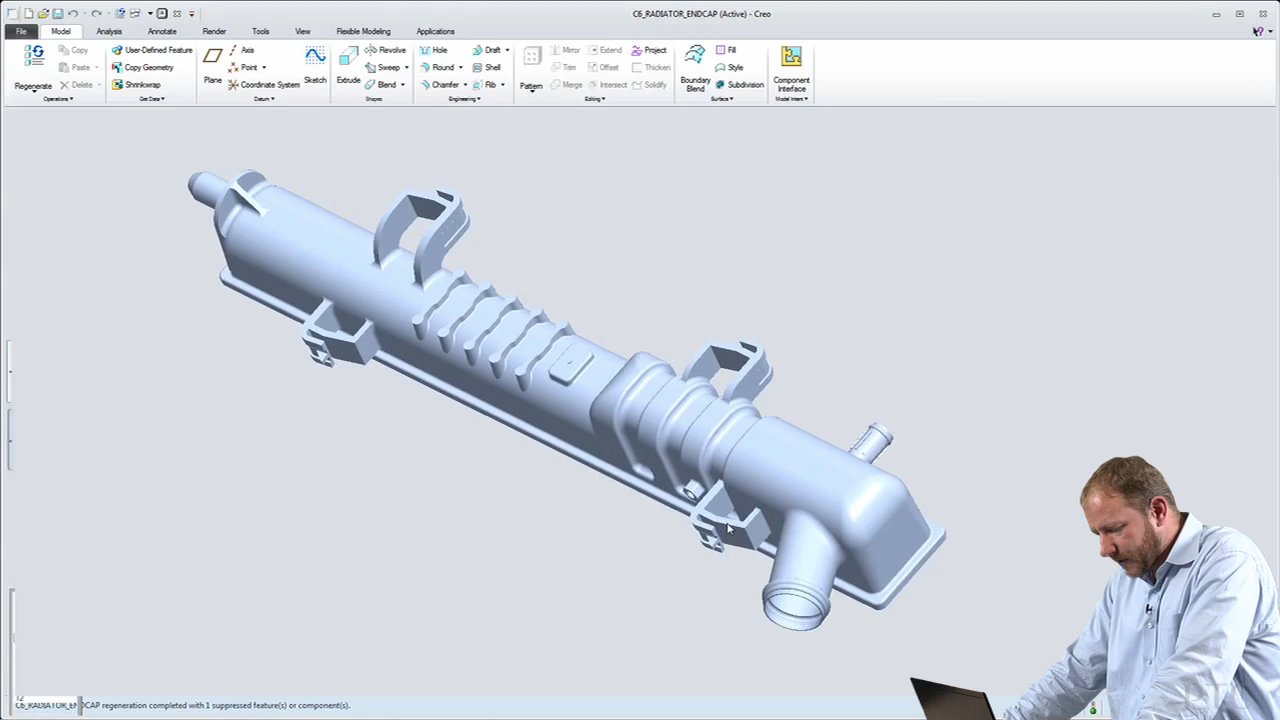 C6_RADIATOR_ENDCAP (Active) - Creo
File Model Analysis Annotate Render Tools View Flexible Modeling Applications
Regenerate
Copy
Paste
Delete
Operations
User-Defined Feature
Copy Geometry
Shrinkwrap
Get Data
Plane
Axis
Point
Coordinate System
Sketch
Datum
Extrude
Revolve
Sweep
Blend
Shapes
Hole
Round
Chamfer
Draft
Shell
Rib
Engineering
Pattern
Mirror
Trim
Merge
Extend
Offset
Intersect
Project
Thicken
Solidify
Editing
Boundary
Blend
Fill
Style
Subdivision
Surface
Component
Interface
Model Intent
C6_RADIATOR_ENDCAP regeneration completed with 1 suppressed feature(s) or component(s).